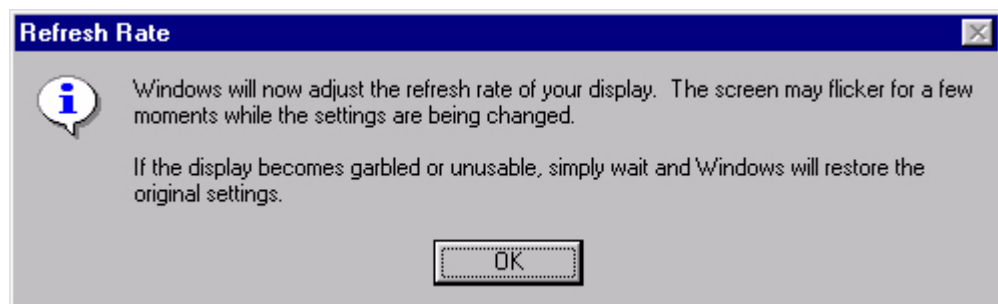 Refresh Rate
Windows will now adjust the refresh rate of your display.  The screen may flicker for a few
moments while the settings are being changed.
If the display becomes garbled or unusable, simply wait and Windows will restore the
original settings.
OK